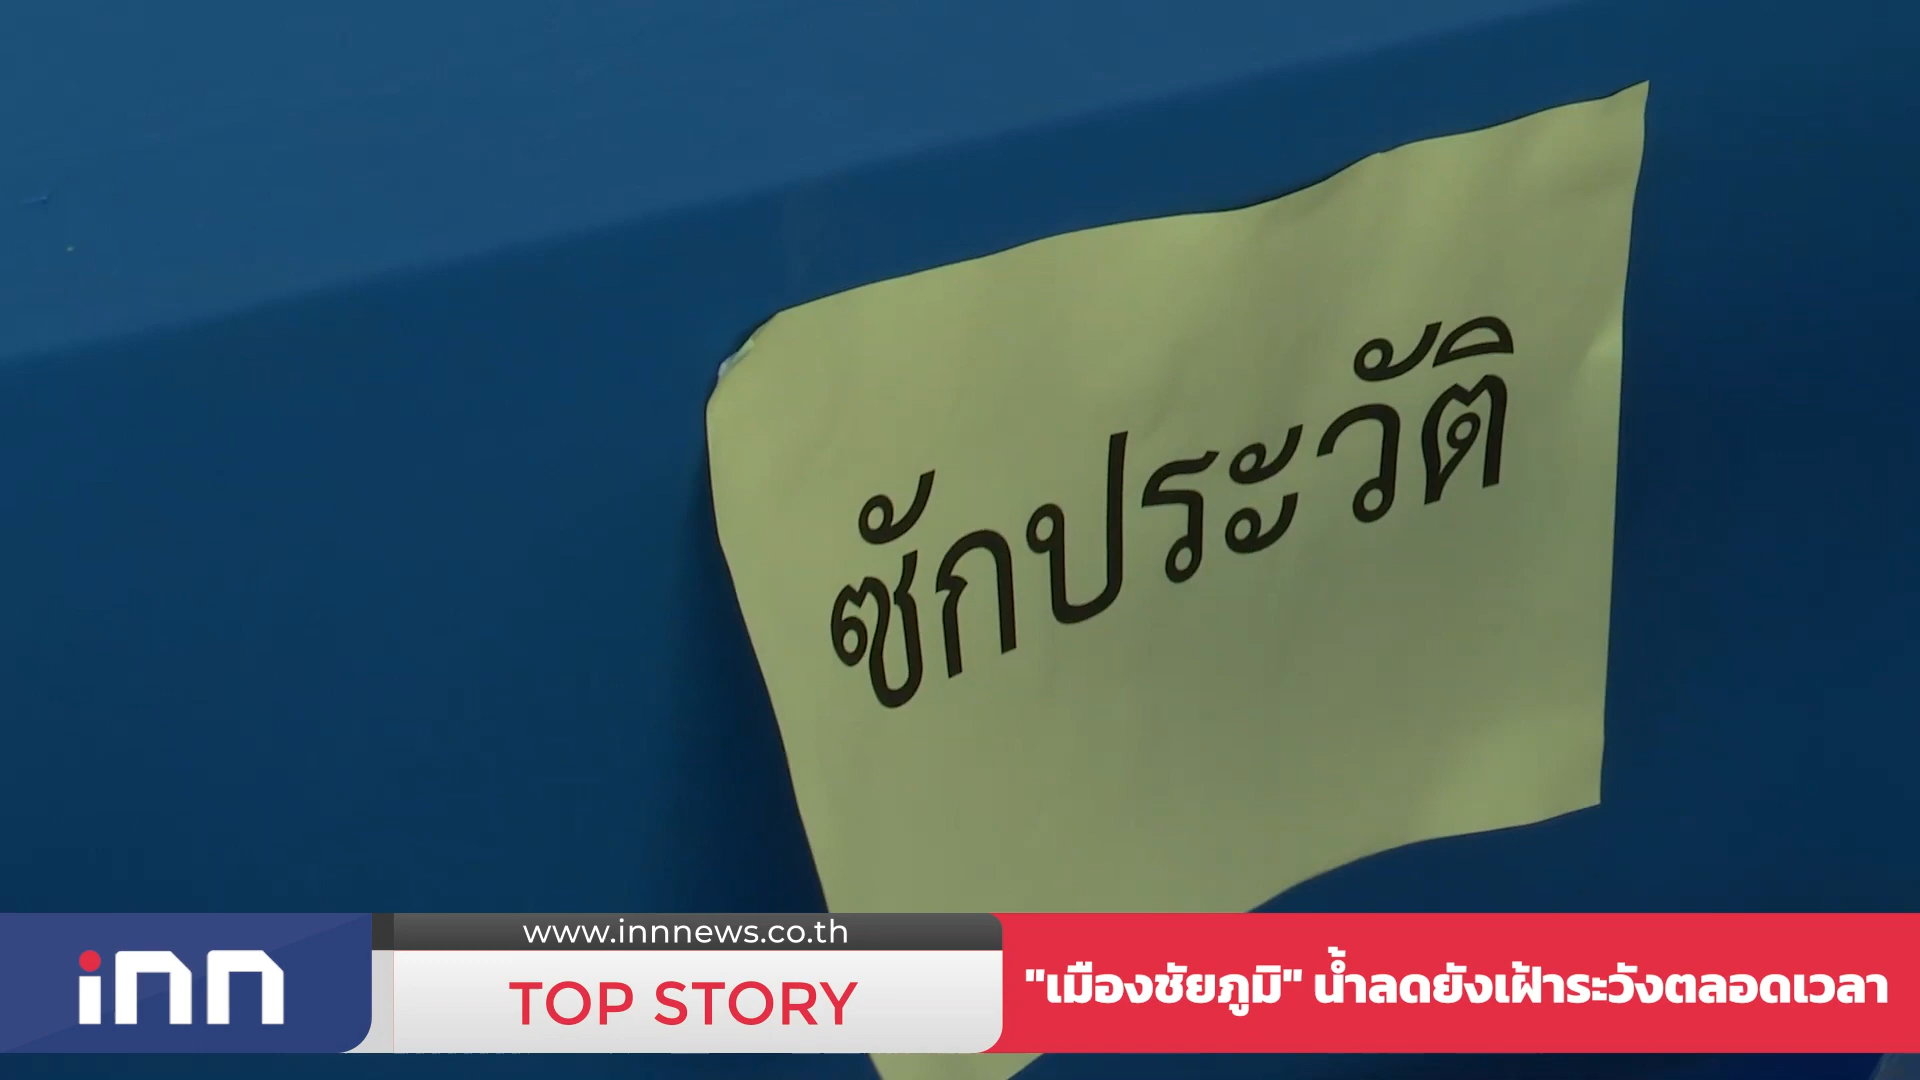 ซักประวัติ
inn
www.innnews.co.th
TOP STORY
"เมืองชัยภูมิ" น้ำลดยังเฝ้าระวังตลอดเวลา